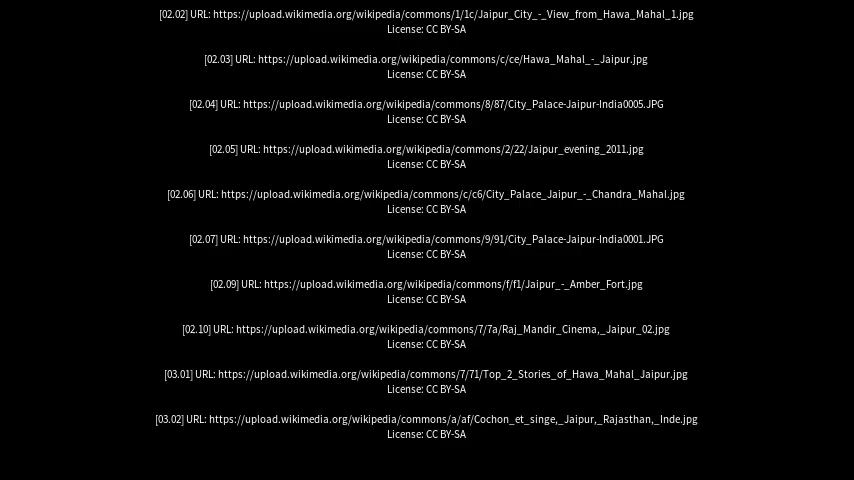 [02.02] URL: https://upload.wikimedia.org/wikipedia/commons/1/1c/Jaipur_City_-_View_from_Hawa_Mahal_1.jpg
License: CC BY-SA
[02.03] URL: https://upload.wikimedia.org/wikipedia/commons/c/ce/Hawa_Mahal_-_Jaipur.jpg
License: CC BY-SA
[02.04] URL: https://upload.wikimedia.org/wikipedia/commons/8/87/City_Palace-Jaipur-India0005.JPG
License: CC BY-SA
[02.05] URL: https://upload.wikimedia.org/wikipedia/commons/2/22/Jaipur_evening_2011.jpg
License: CC BY-SA
[02.06] URL: https://upload.wikimedia.org/wikipedia/commons/c/c6/City_Palace_Jaipur_-_Chandra_Mahal.jpg
License: CC BY-SA
[02.07] URL: https://upload.wikimedia.org/wikipedia/commons/9/91/City_Palace-Jaipur-India0001.JPG
License: CC BY-SA
[02.09] URL: https://upload.wikimedia.org/wikipedia/commons/f/f1/Jaipur_-_Amber_Fort.jpg
License: CC BY-SA
[02.10] URL: https://upload.wikimedia.org/wikipedia/commons/7/7a/Raj_Mandir_Cinema,_Jaipur_02.jpg
License: CC BY-SA
[03.01] URL: https://upload.wikimedia.org/wikipedia/commons/7/71/Top_2_Stories_of_Hawa_Mahal_Jaipur.jpg
License: CC BY-SA
[03.02] URL: https://upload.wikimedia.org/wikipedia/commons/a/af/Cochon_et_singe,_Jaipur,_Rajasthan,_Inde.jpg
License: CC BY-SA